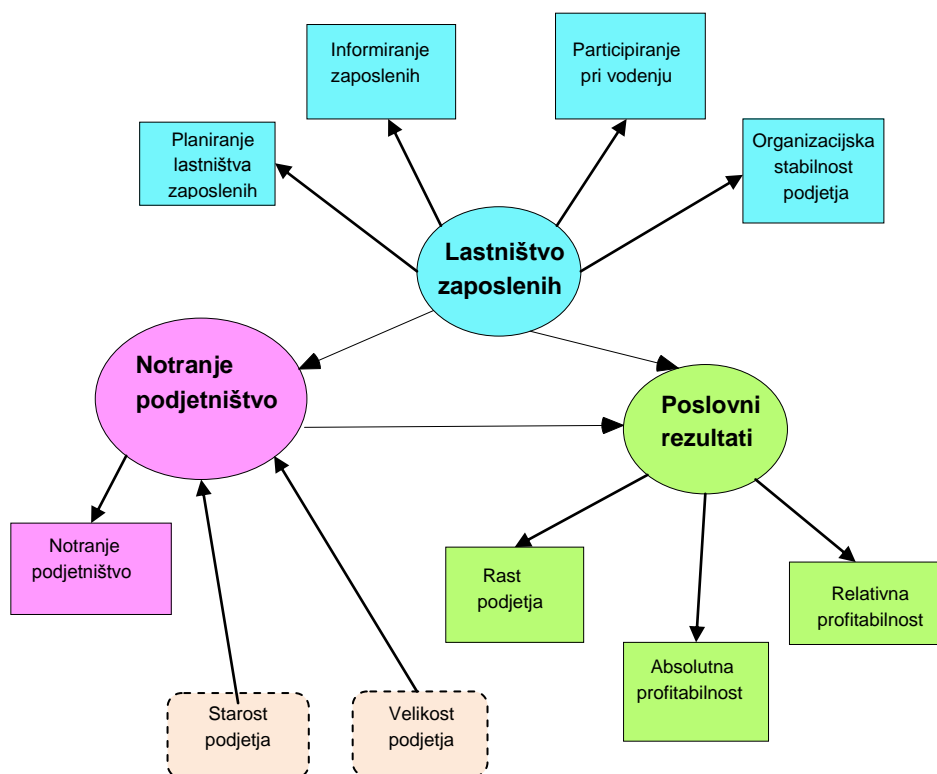 Informiranje
zaposlenih
Participiranje
pri vodenju
Planiranje
lastništva
zaposlenih
Organizacijska
stabilnost
podjetja
Lastništvo
zaposlenih
Notranje
podjetništvo
Poslovni
rezultati
Notranje
podjetništvo
Rast
podjetja
Relativna
profitabilnost
Absolutna
profitabilnost
Starost
podjetja
Velikost
podjetja